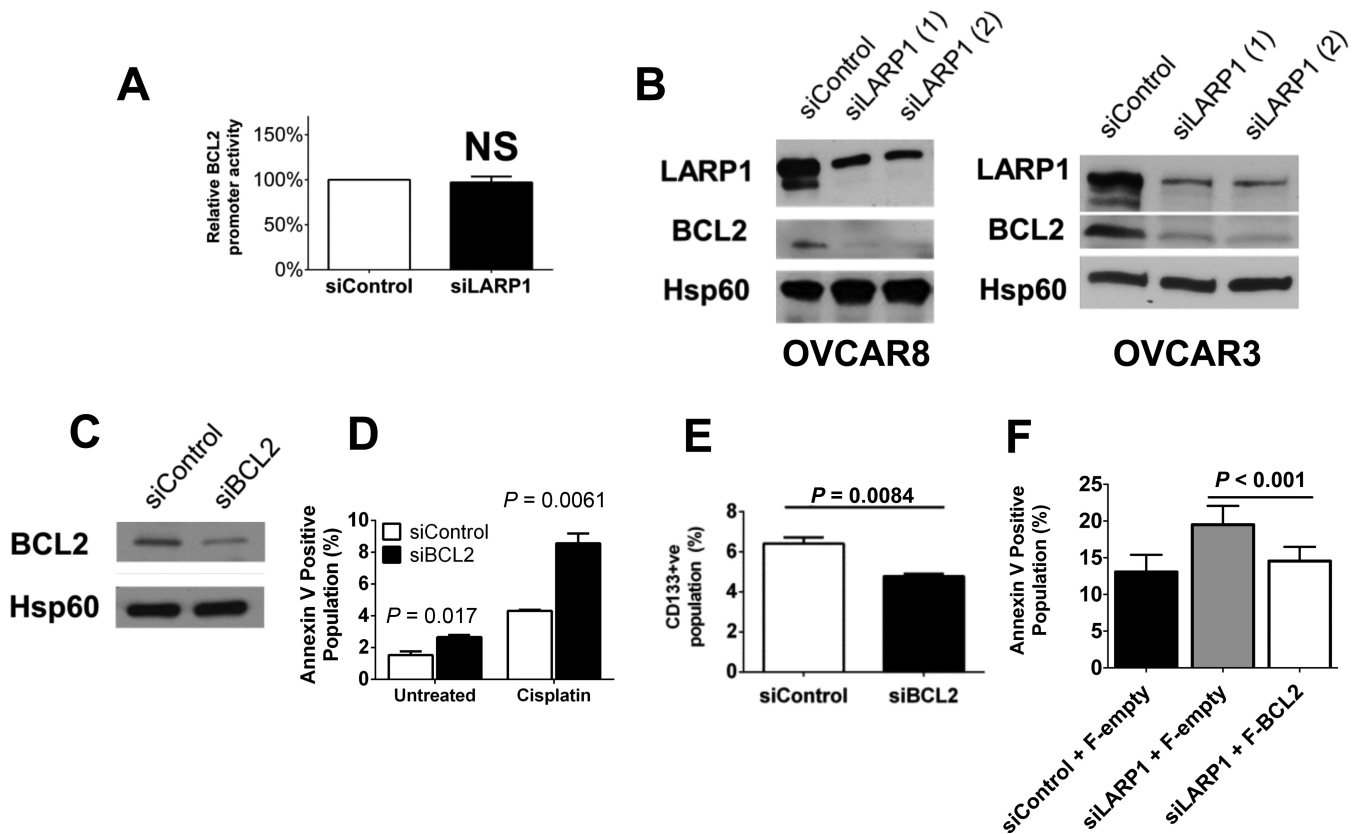 A
Relative BCL2
promoter activity
150%
100%
50%
0%
NS
siControl
siLARP1
B
siControl
siLARP1 (1)
siLARP1 (2)
LARP1
BCL2
Hsp60
OVCAR8
siControl
siLARP1 (1)
siLARP1 (2)
LARP1
BCL2
Hsp60
OVCAR3
C
siControl
siBCL2
BCL2
Hsp60
D
Annexin V Positive
Population (%)
10
8
6
4
2
0
siControl
siBCL2
P = 0.0061
P = 0.017
Untreated
Cisplatin
E
CD133+ve
population (%)
8
6
4
2
0
P = 0.0084
siControl
siBCL2
F
Annexin V Positive
Population (%)
25
20
15
10
5
0
P < 0.001
siControl + F-empty
siLARP1 + F-empty
siLARP1 + F-BCL2